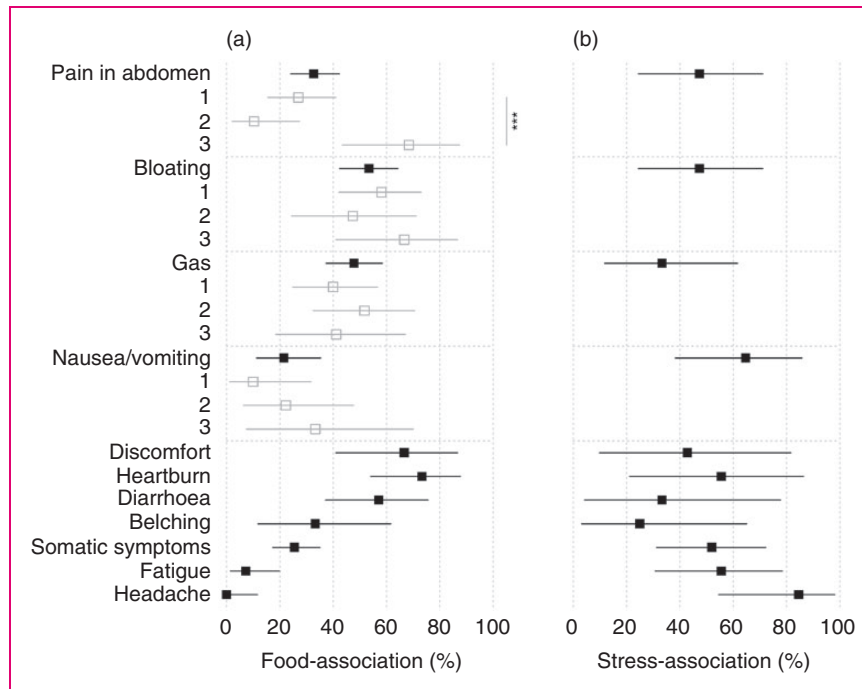 (a) (b)
Pain in abdomen
1
2
3
***
Bloating
1
2
3
Gas
1
2
3
Nausea/vomiting
1
2
3
Discomfort
Heartburn
Diarrhoea
Belching
Somatic symptoms
Fatigue
Headache
0 20 40 60 80 100 0 20 40 60 80 100
Food-association (%) Stress-association (%)